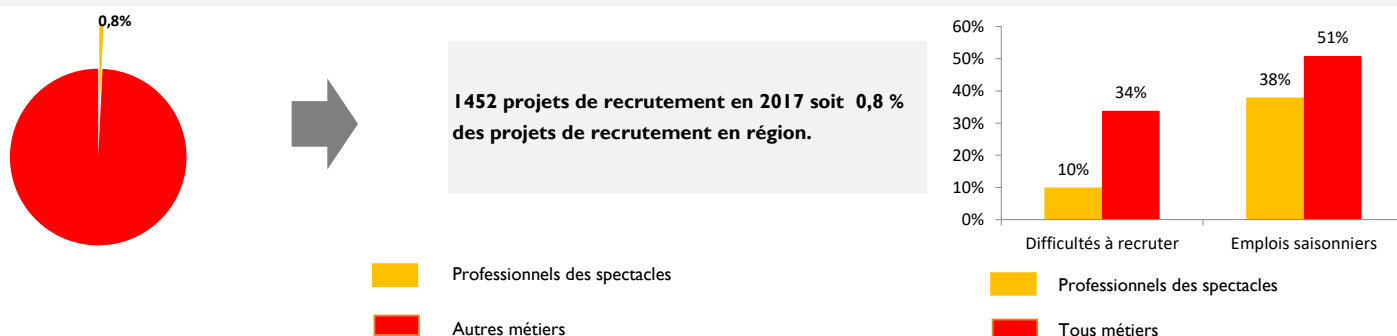 0,8%
1452 projets de recrutement en 2017 soit 0,8 %
des projets de recrutement en région.
Professionnels des spectacles
Autres métiers
60%
50%
40%
30%
20%
10%
0%
10%
34%
38%
51%
Difficultés à recruter
Emplois saisonniers
Professionnels des spectacles
Tous métiers